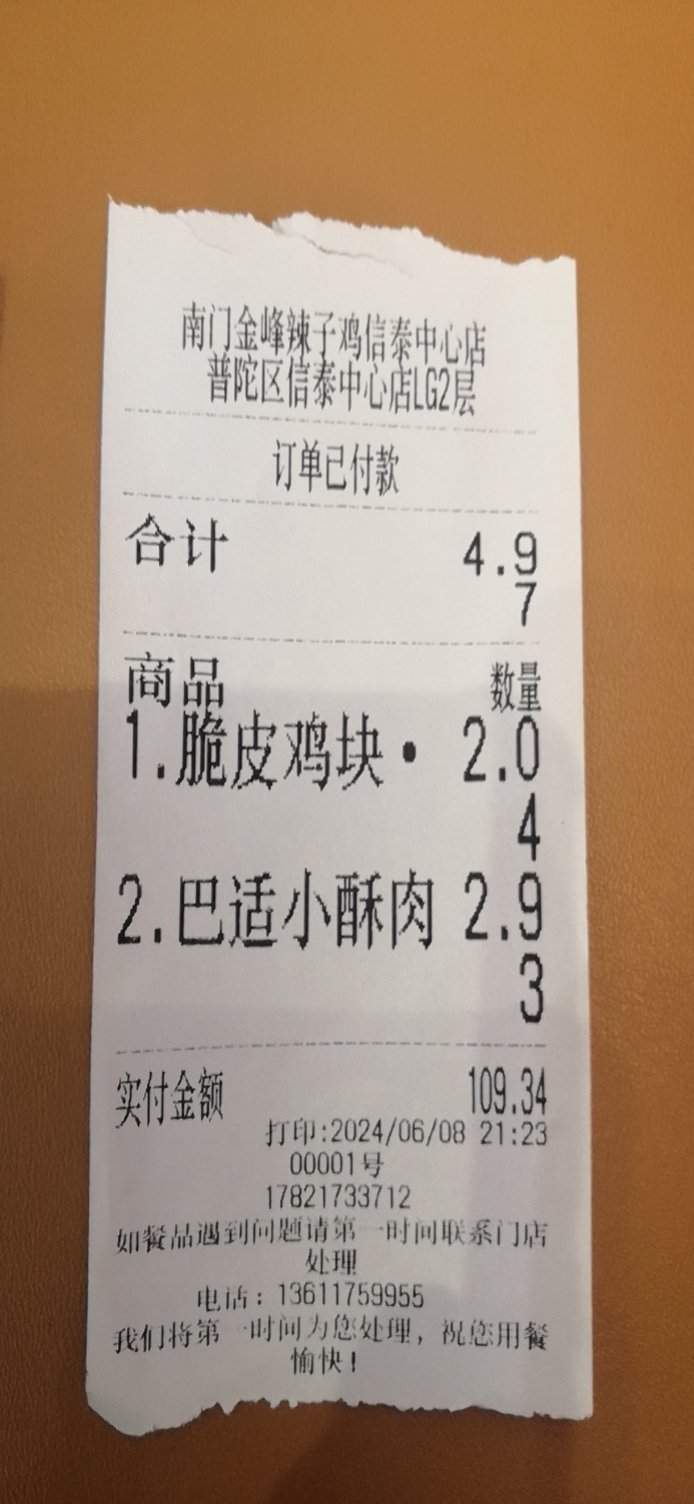 南门金峰辣子鸡信泰中心店
普陀区信泰中心店LG2层
订单已付款
合计 4.9
7
商品 数量
1.脆皮鸡块· 2.0
4
2.巴适小酥肉 2.9
3
实付金额 109.34
打印:2024/06/08 21:23
00001号
17821733712
如餐品遇到问题请第一时间联系门店
处理
电话：13611759955
我们将第一时间为您处理，祝您用餐
愉快！